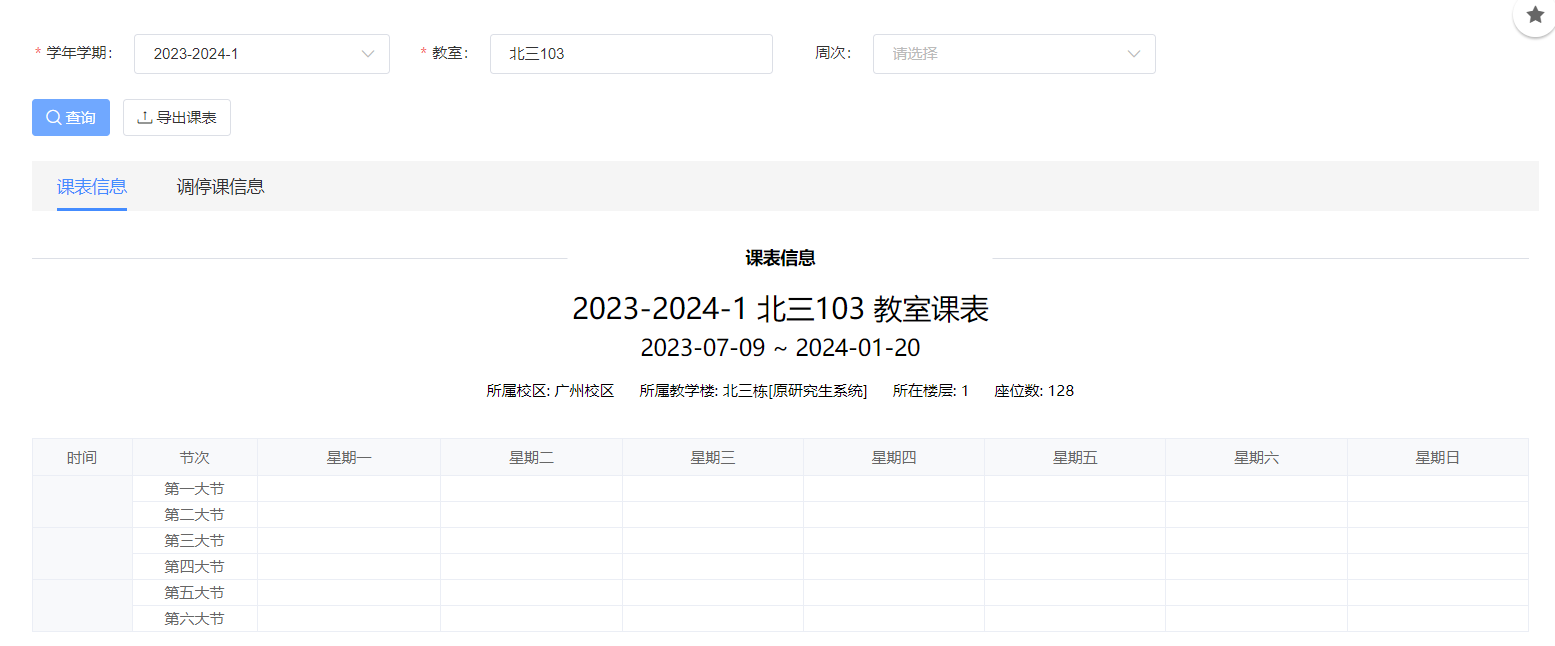 * 学年学期: 2023-2024-1 * 教室: 北三103 周次: 请选择
查询 导出课表
课表信息 调停课信息
课表信息
2023-2024-1 北三103 教室课表
2023-07-09 ~ 2024-01-20
所属校区: 广州校区 所属教学楼: 北三栋[原研究生系统] 所在楼层: 1 座位数: 128
时间 节次 星期一 星期二 星期三 星期四 星期五 星期六 星期日
第一大节
第二大节
第三大节
第四大节
第五大节
第六大节